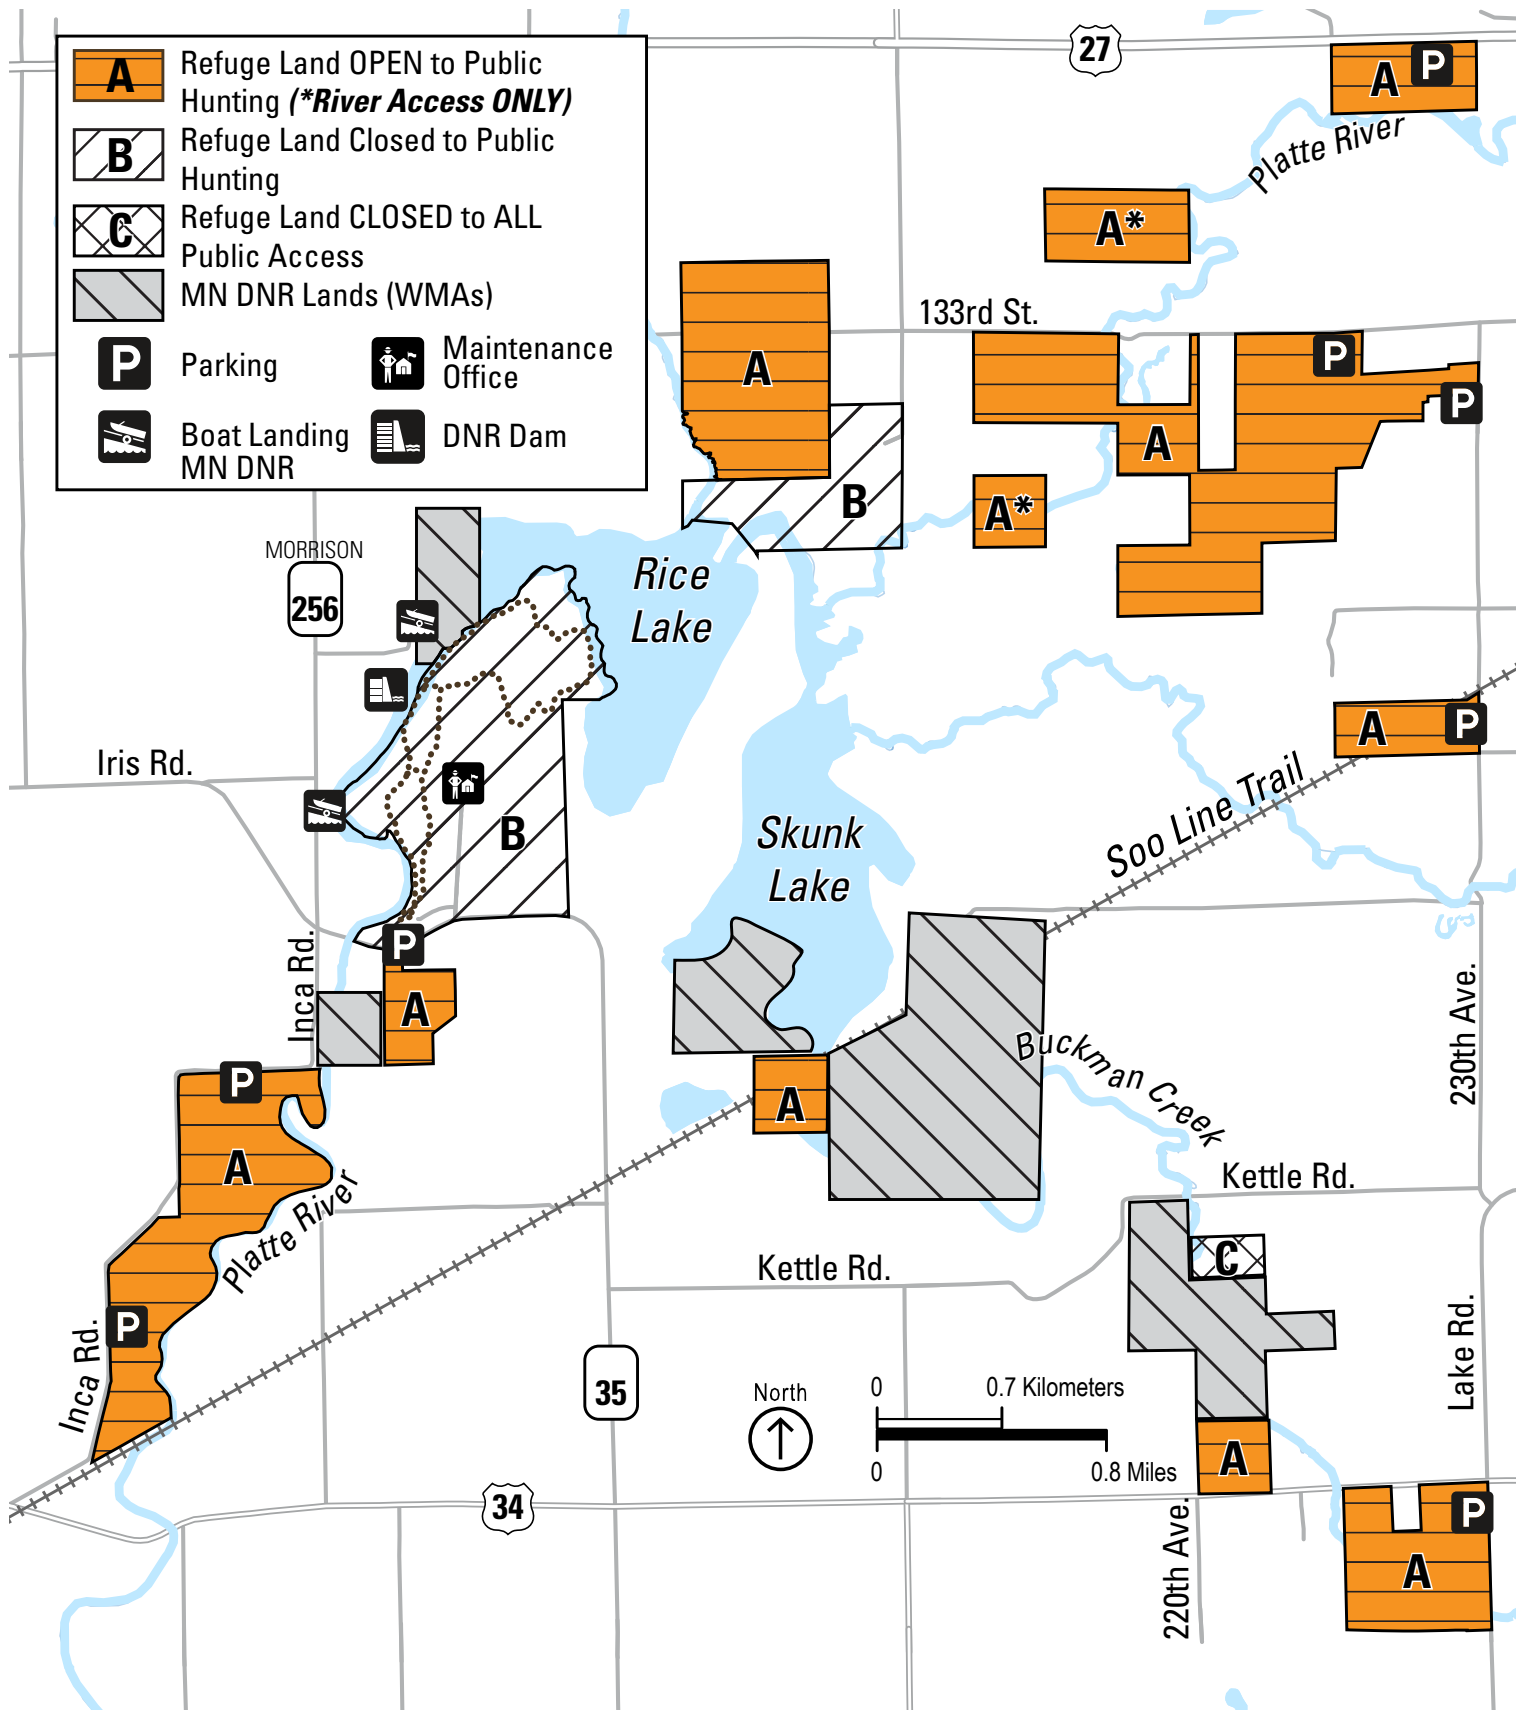 A
Refuge Land OPEN to Public
Hunting (*River Access ONLY)
B
Refuge Land Closed to Public
Hunting
C
Refuge Land CLOSED to ALL
Public Access
MN DNR Lands (WMAs)
P
Parking
Maintenance
Office
Boat Landing
MN DNR
DNR Dam
27
A
P
Platte River
A*
133rd St.
A
P
P
A
B
A*
MORRISON
256
Rice
Lake
A
P
Iris Rd.
Soo Line Trail
B
Skunk
Lake
P
Inca Rd.
A
Buckman Creek
230th Ave.
P
A
A
Kettle Rd.
Platte River
C
Kettle Rd.
P
Inca Rd.
Lake Rd.
35
North
0
0.7 Kilometers
0
0.8 Miles
A
34
P
220th Ave.
A